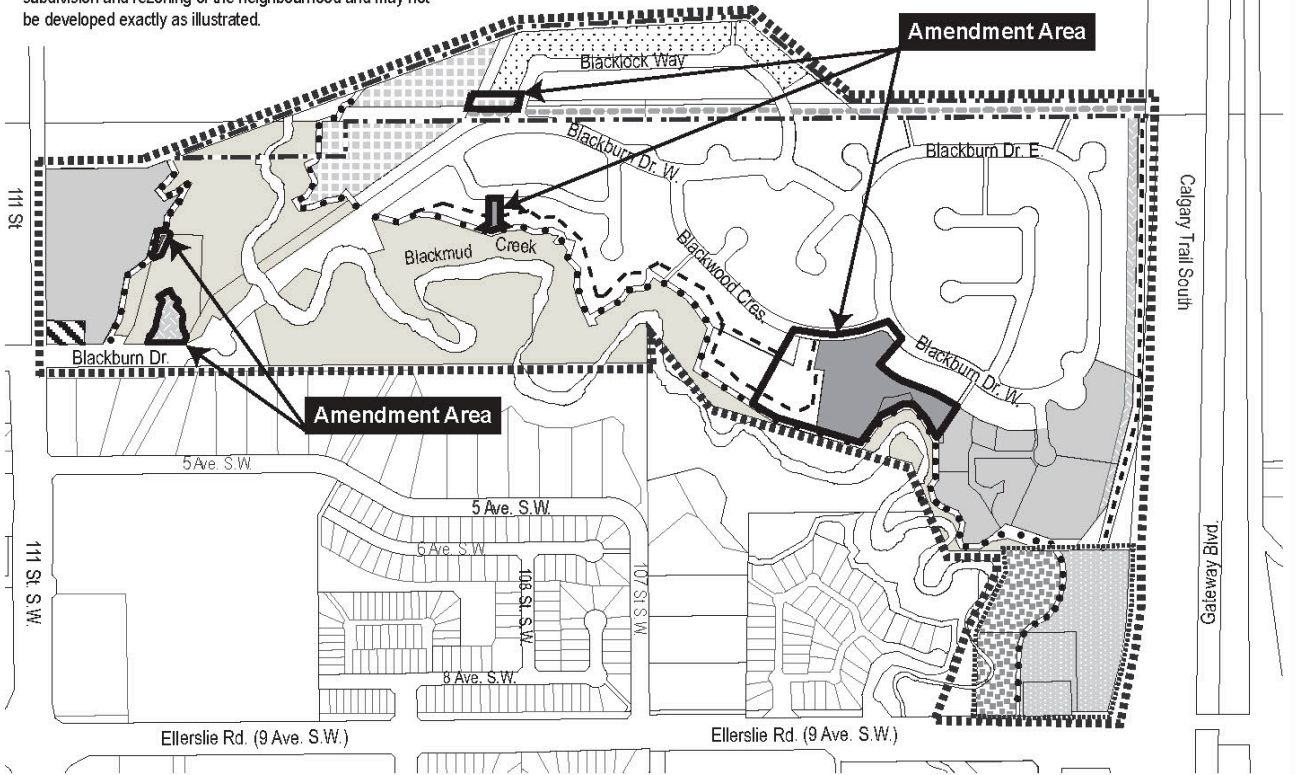 subdivision and rezoning of the neighbourhood and may not
be developed exactly as illustrated.
Amendment Area
Blacklock Way
Blackburn Dr. W.
Blackburn Dr. E.
111 St
Calgary Trail South
Blackmud Creek
Blackwood Cres.
Blackburn Dr.
Blackburn Dr. W.
Amendment Area
5 Ave. S.W.
5 Ave. S.W.
6 Ave. S.W
108 St. S.W.
107 St S.W
111 St. S.W.
Gateway Blvd.
8 Ave. S.W.
Ellerslie Rd. (9 Ave. S.W.)
Ellerslie Rd. (9 Ave. S.W.)